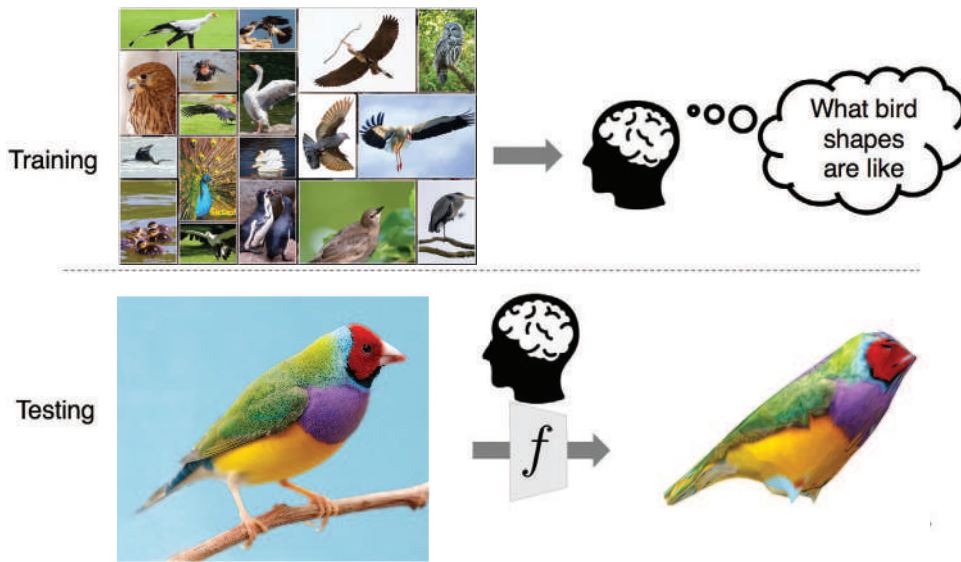 What bird
shapes
are like
Training
Testing
f